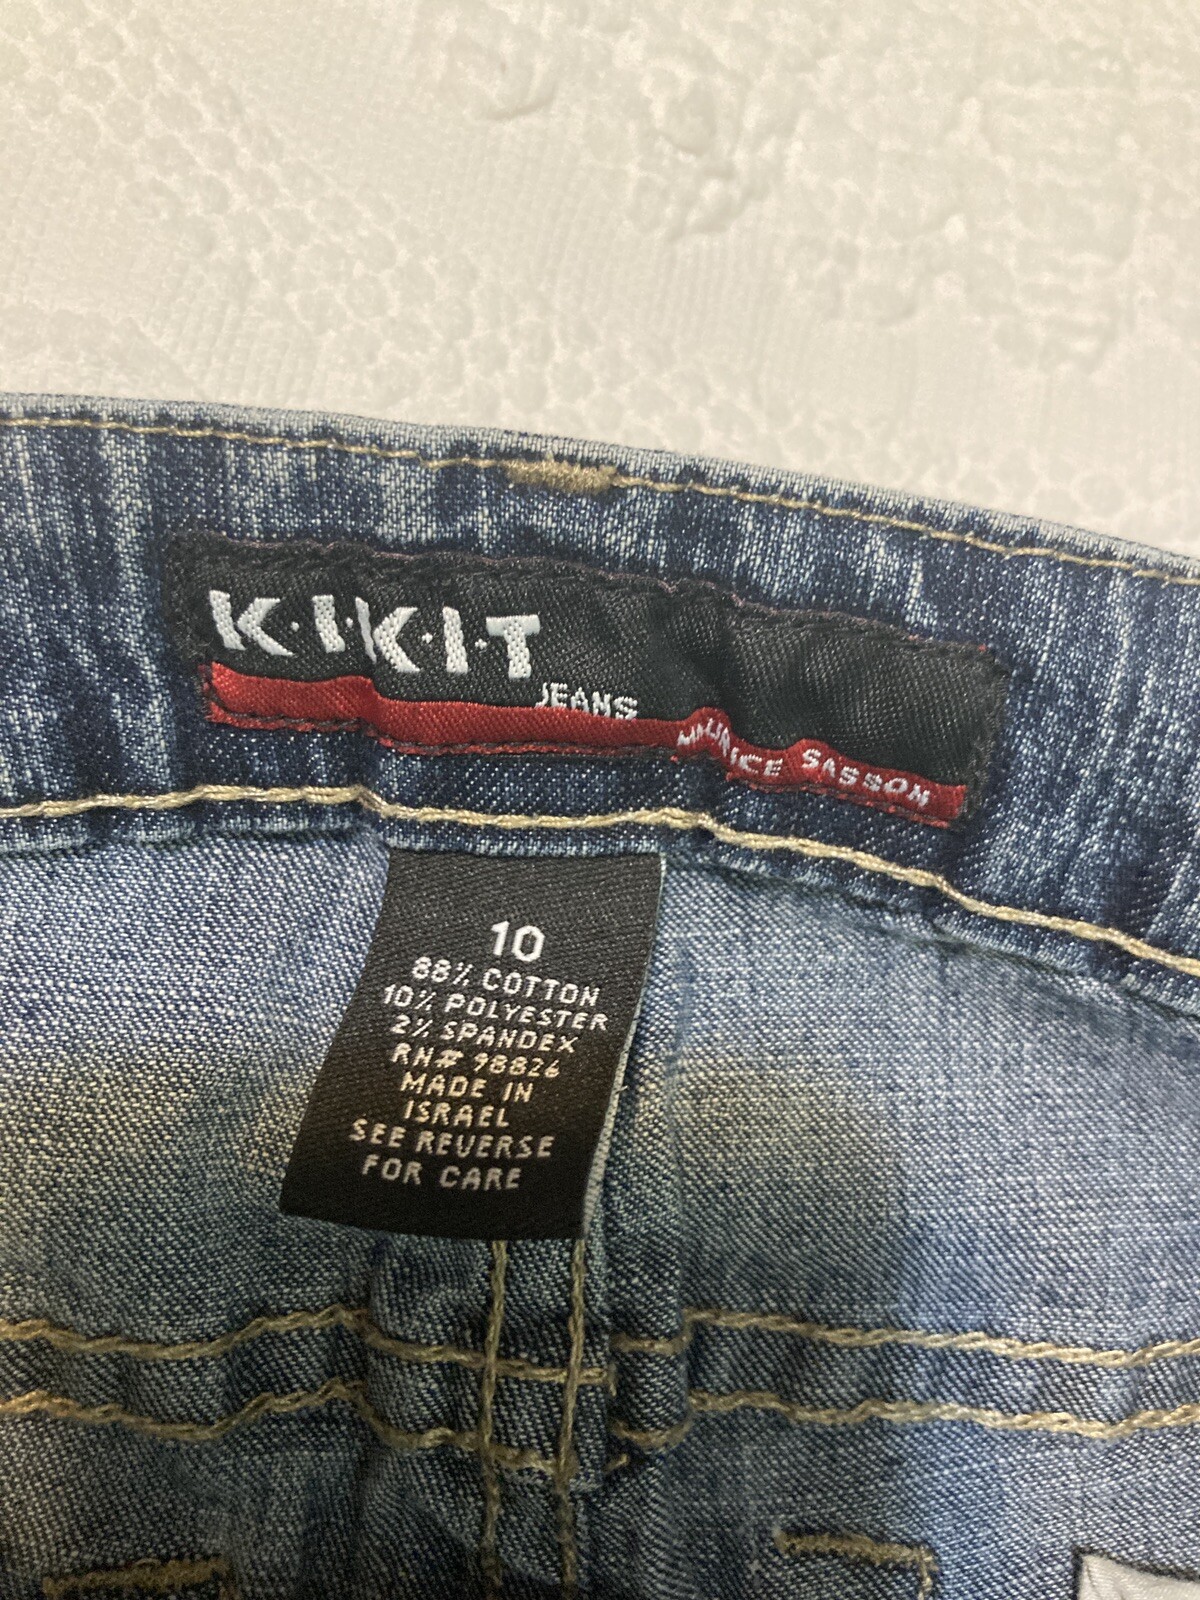 K·I·K·I·T
JEANS
MAURICE SASSON
10
88% COTTON
10% POLYESTER
2% SPANDEX
RN# 98826
MADE IN
ISRAEL
SEE REVERSE
FOR CARE